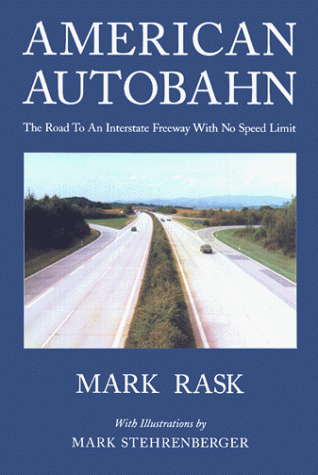 AMERICAN
AUTOBAHN
The Road To An Interstate Freeway With No Speed Limit
MARK RASK
With Illustrations by
MARK STEHRENBERGER